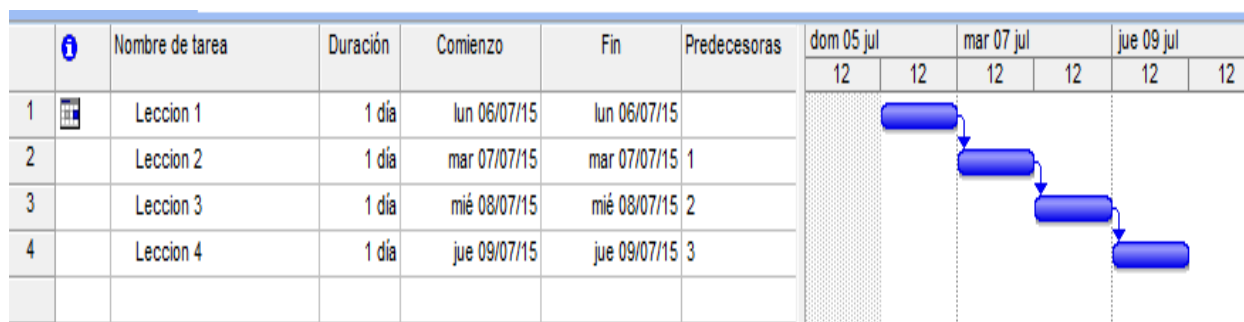 Nombre de tarea Duración Comienzo Fin Predecesoras dom 05 jul mar 07 jul jue 09 jul
12 12 12 12 12 12
1 Leccion 1 1 día lun 06/07/15 lun 06/07/15
2 Leccion 2 1 día mar 07/07/15 mar 07/07/15 1
3 Leccion 3 1 día mié 08/07/15 mié 08/07/15 2
4 Leccion 4 1 día jue 09/07/15 jue 09/07/15 3